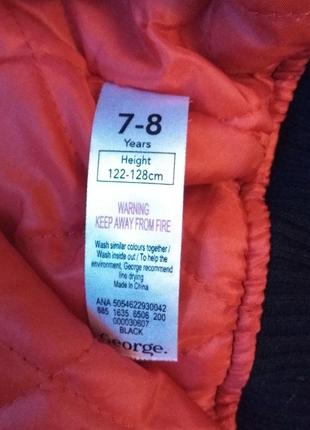 7-8
Years
Height
122-128cm
WARNING
KEEP AWAY FROM FIRE
Wash similar colours together /
Wash inside out / To help the
environment, George recommend
line drying
Made In China
ANA 5054622930042
885 1635 6506 200
000030607
BLACK
George.